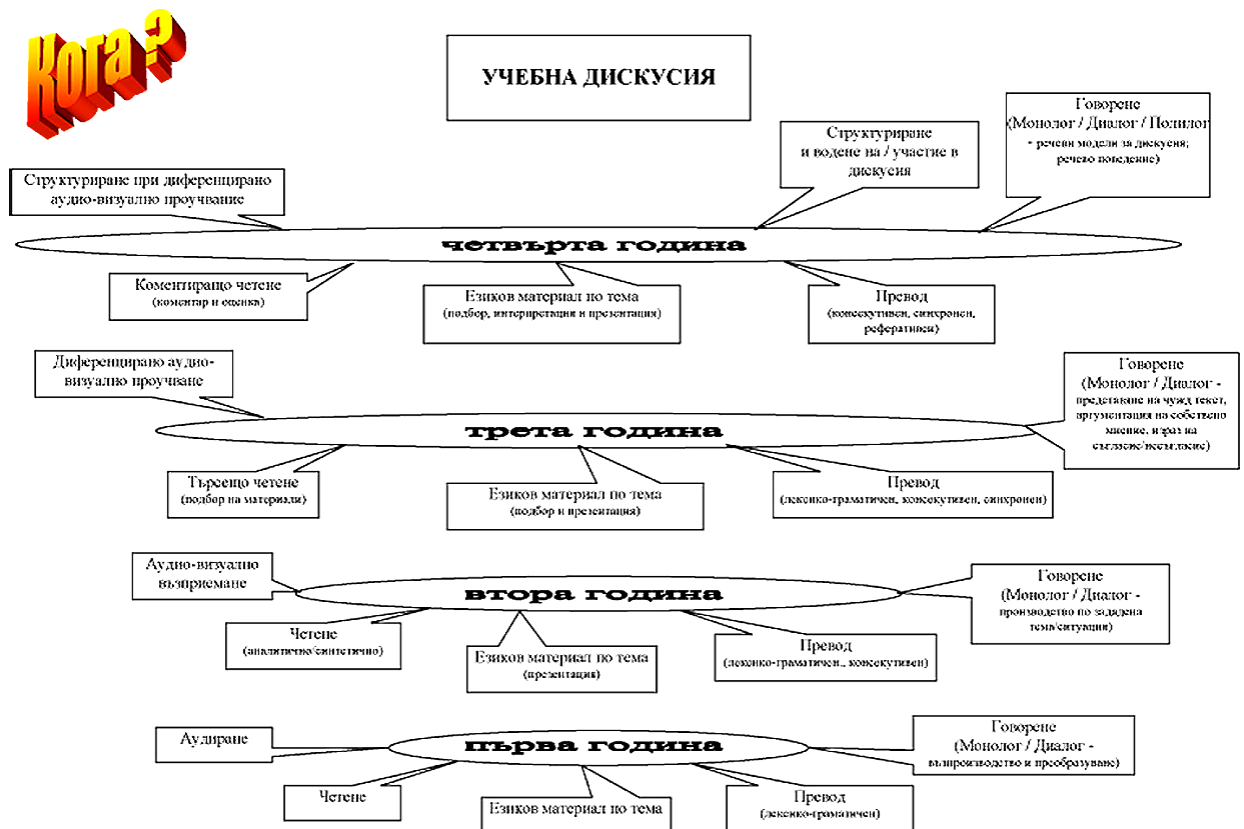 Кога?
УЧЕБНА ДИСКУСИЯ
Говорене
(Монолог / Диалог / Полилог
- речеви модели за дискусия;
речево поведение)
Структуриране
и водене на / участие в
дискусия
Структуриране при диференцирано
аудио-визуално проучване
четвърта година
Коментиращо четене
(коментар и оценка)
Езиков материал по тема
(подбор, интерпретация и презентация)
Превод
(консекутивен, синхронен,
реферативен)
Диференцирано аудио-
визуално проучване
Говорене
(Монолог / Диалог -
представяне на чужд текст,
аргументация на собствено
мнение, израз на
съгласие/несъгласие)
трета година
Търсещо четене
(подбор на материали)
Езиков материал по тема
(подбор и презентация)
Превод
(лексико-граматичен, консекутивен, синхронен)
Аудио-визуално
възприемане
Говорене
(Монолог / Диалог -
производство по зададена
тема/ситуация)
втора година
Четене
(аналитично/синтетично)
Езиков материал по тема
(презентация)
Превод
(лексико-граматичен., консекутивен)
Аудиране
Говорене
(Монолог / Диалог -
възпроизводство и преобразуване)
първа година
Четене
Езиков материал по тема
Превод
(лексико-граматичен)